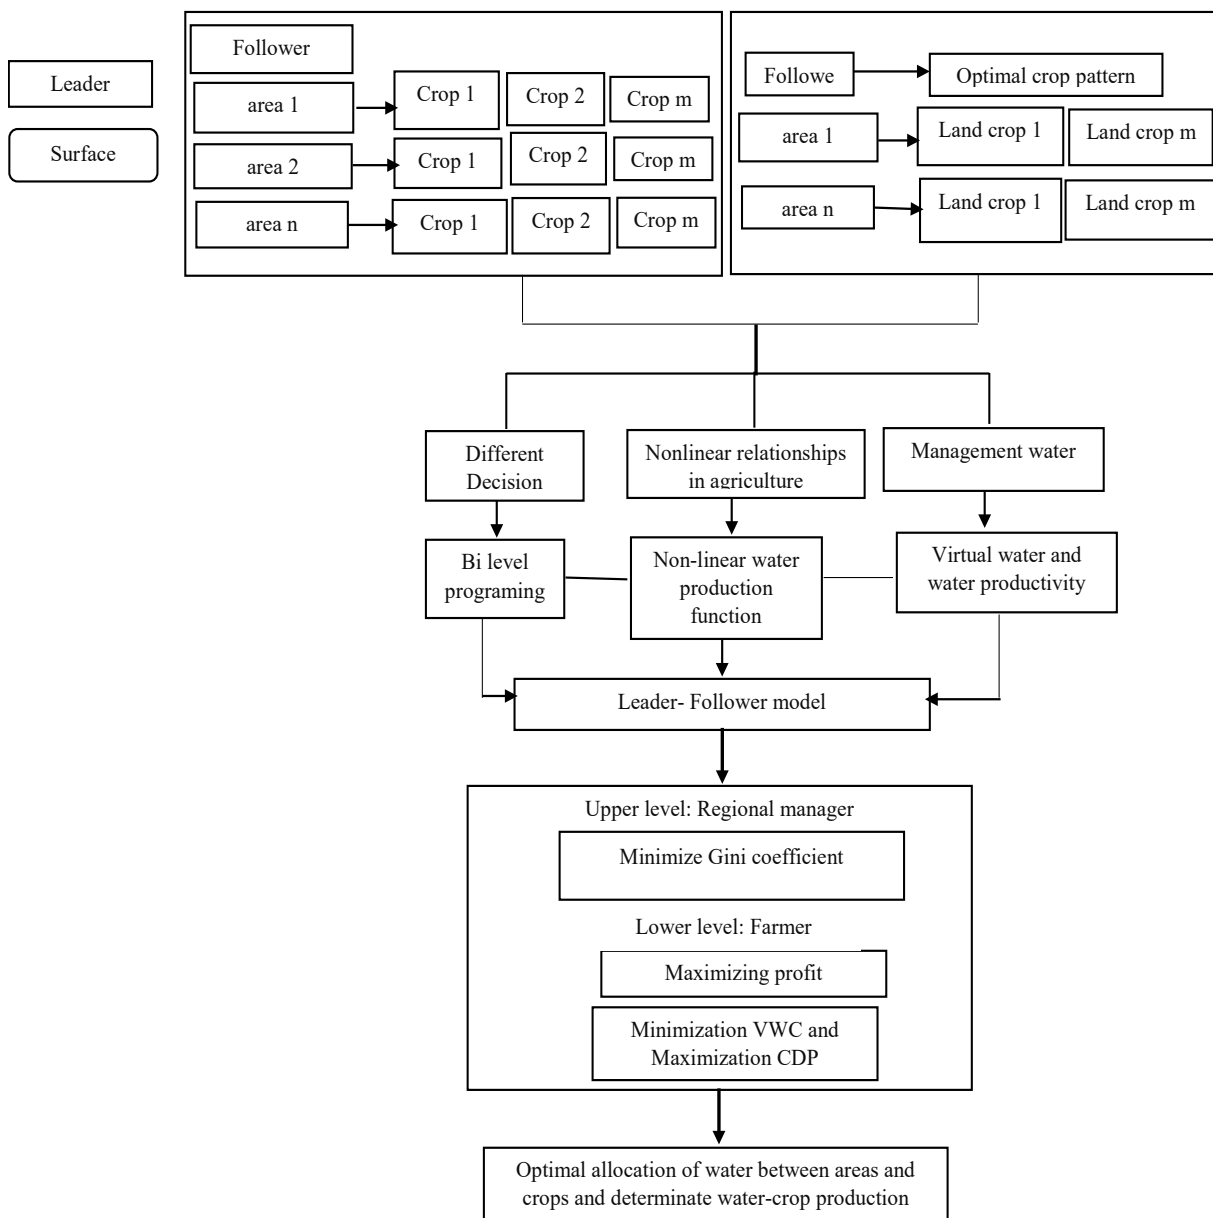 Leader
Surface
Follower
area 1
Crop 1
Crop 2
Crop m
area 2
Crop 1
Crop 2
Crop m
area n
Crop 1
Crop 2
Crop m
Followe
Optimal crop pattern
area 1
Land crop 1
Land crop m
area n
Land crop 1
Land crop m
Different
Decision
Nonlinear relationships
in agriculture
Management water
Bi level
programing
Non-linear water
production
function
Virtual water and
water productivity
Leader- Follower model
Upper level: Regional manager
Minimize Gini coefficient
Lower level: Farmer
Maximizing profit
Minimization VWC and
Maximization CDP
Optimal allocation of water between areas and
crops and determinate water-crop production